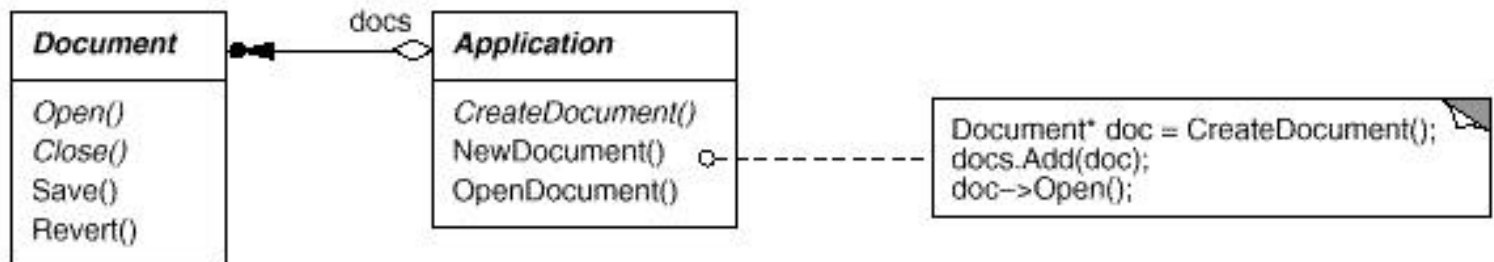 docs
Document
Open()
Close()
Save()
Revert()
Application
CreateDocument()
NewDocument()
OpenDocument()
Document* doc = CreateDocument();
docs.Add(doc);
doc->Open();